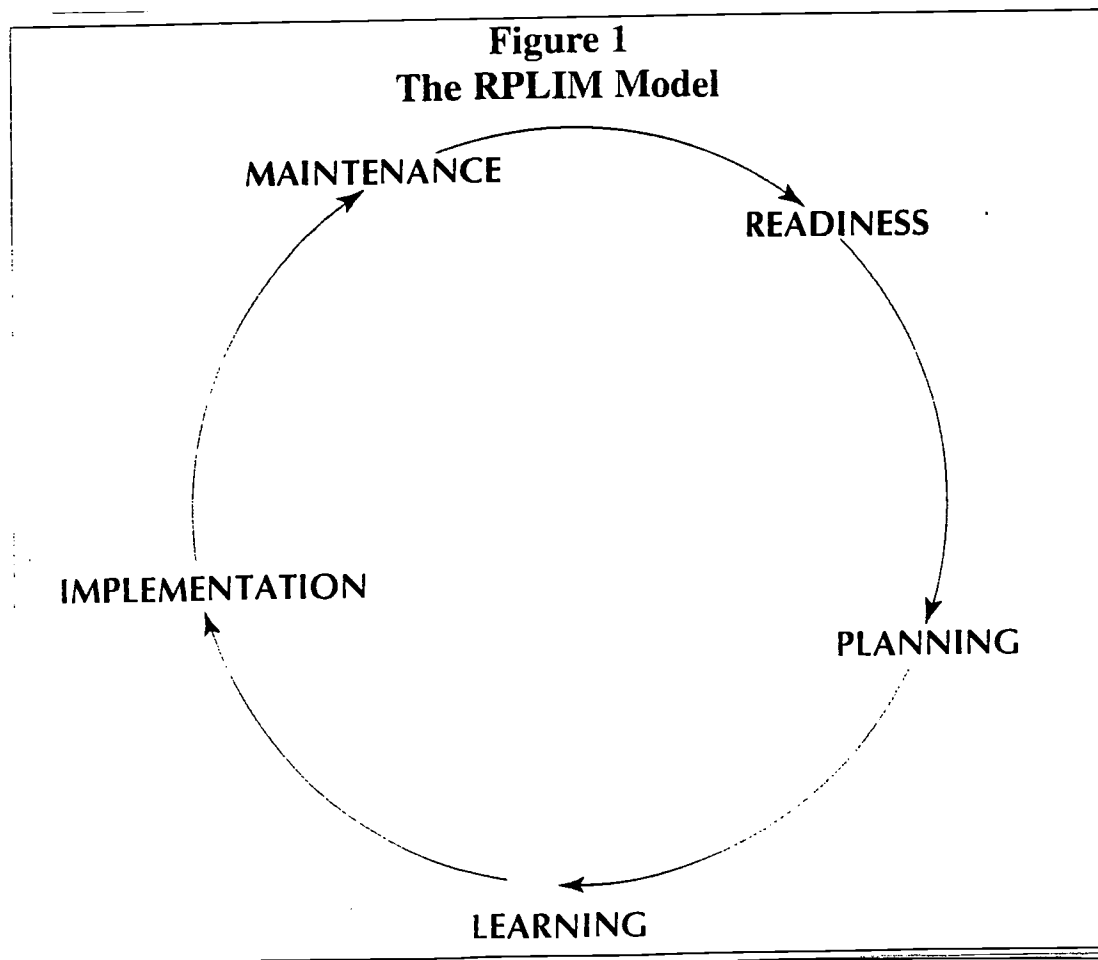 Figure 1
The RPLIM Model
MAINTENANCE
READINESS
PLANNING
LEARNING
IMPLEMENTATION